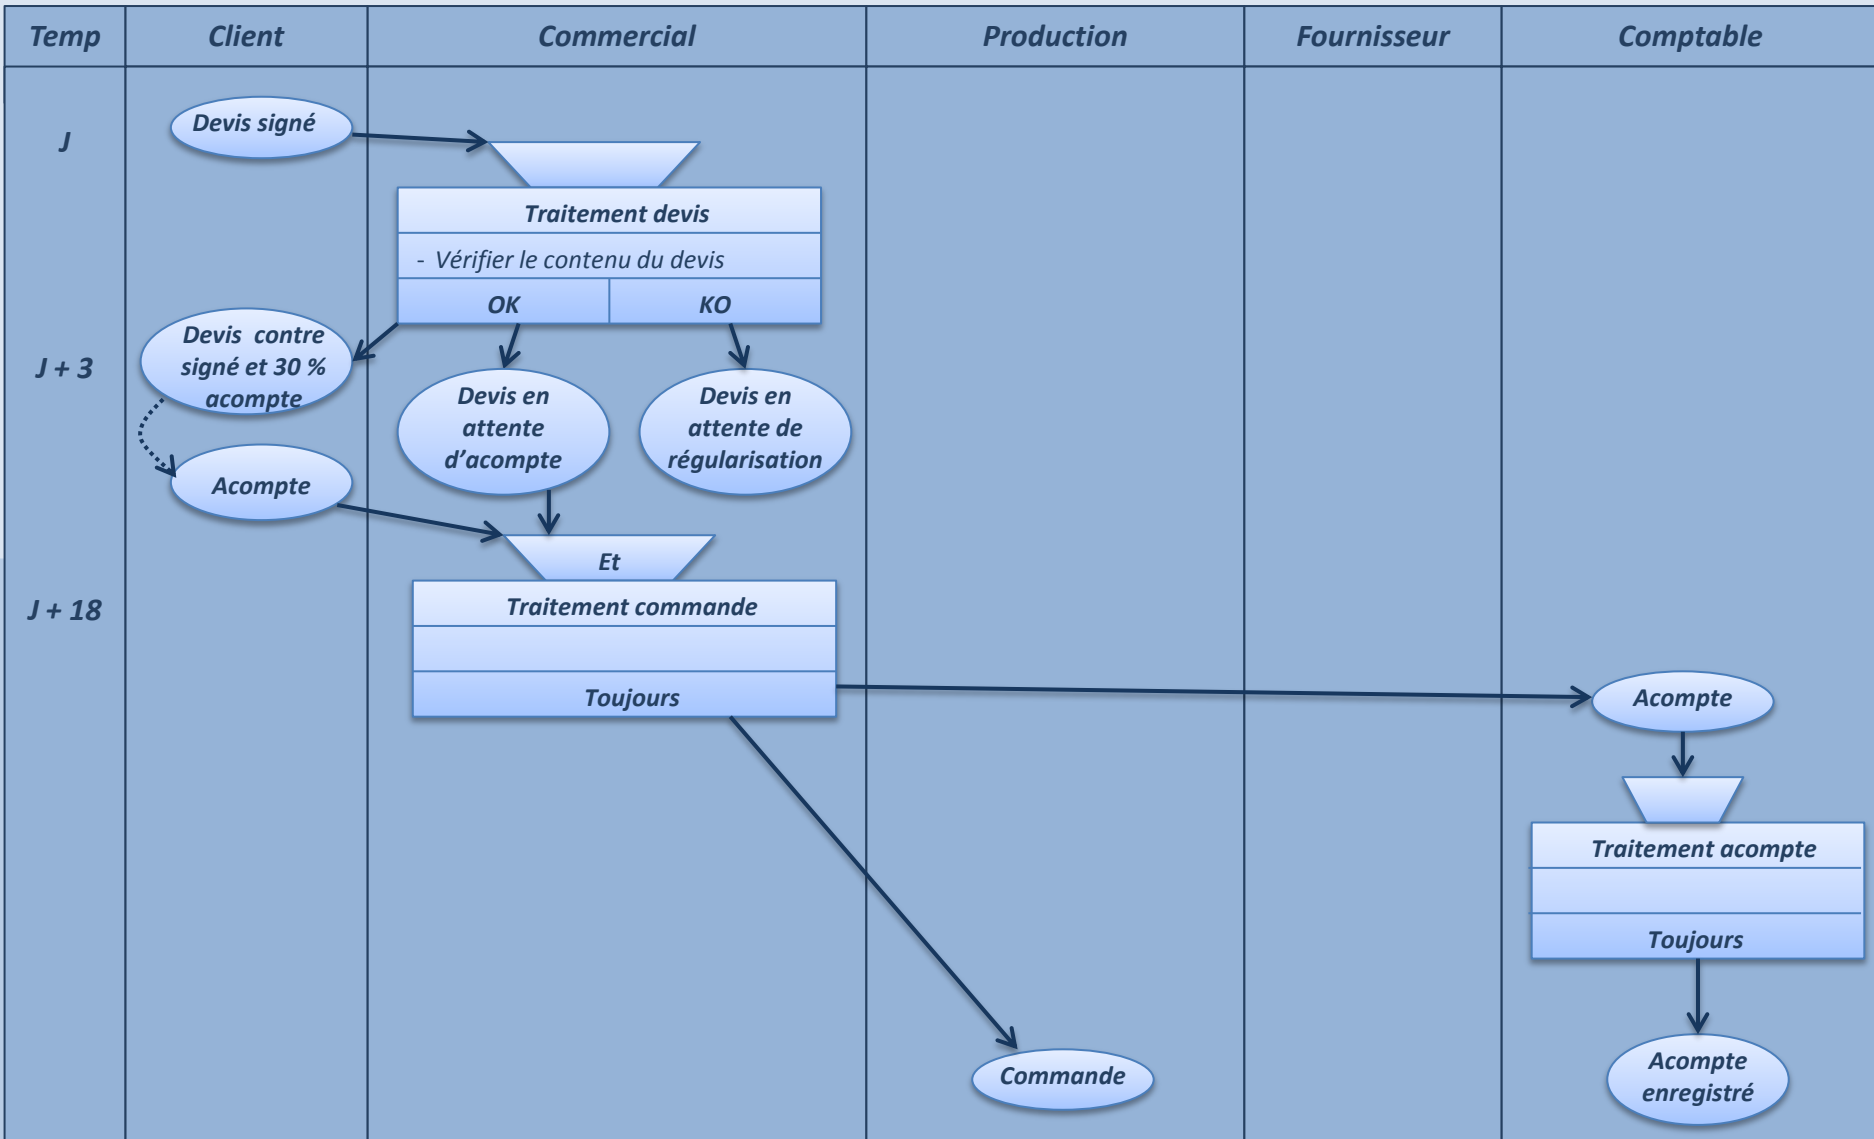 Temp
Client
Commercial
Production
Fournisseur
Comptable
J
Devis signé
Traitement devis
- Vérifier le contenu du devis
OK
KO
J + 3
Devis contre
signé et 30 %
acompte
Devis en
attente
d’acompte
Devis en
attente de
régularisation
Acompte
Et
J + 18
Traitement commande
Toujours
Acompte
Traitement acompte
Toujours
Commande
Acompte
enregistré